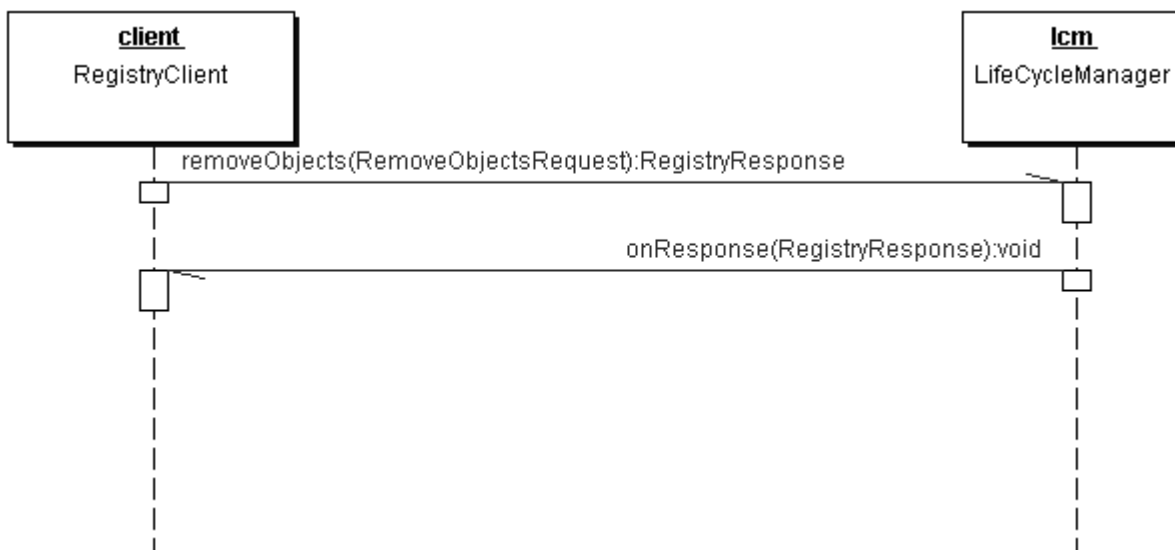 client
RegistryClient
lcm
LifeCycleManager
removeObjects(RemoveObjectsRequest):RegistryResponse
onResponse(RegistryResponse):void